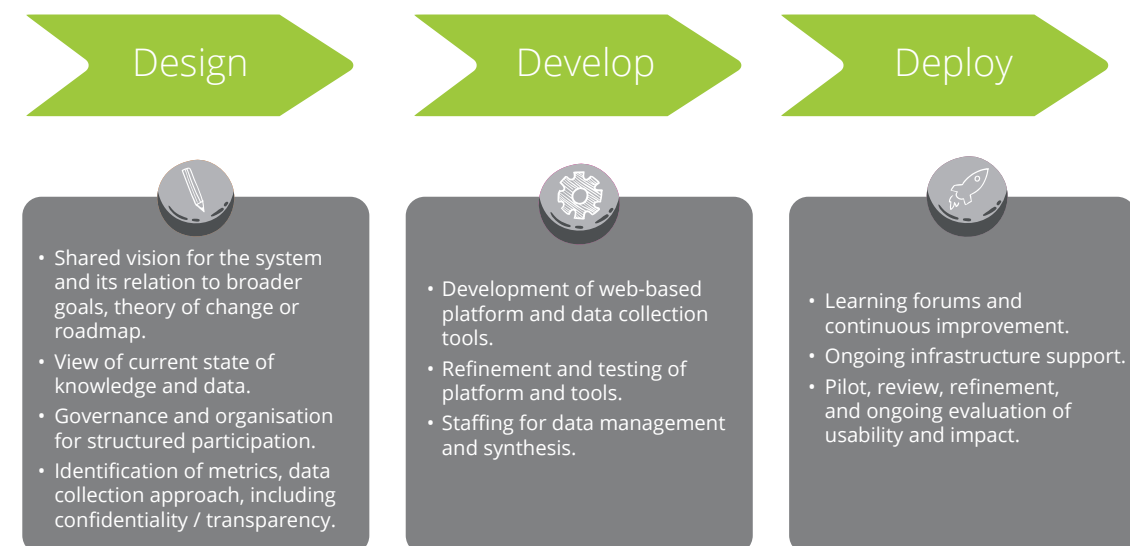 Design
Develop
Deploy
• Shared vision for the system
and its relation to broader
goals, theory of change or
roadmap.
• View of current state of
knowledge and data.
• Governance and organisation
for structured participation.
• Identification of metrics, data
collection approach, including
confidentiality / transparency.
• Development of web-based
platform and data collection
tools.
• Refinement and testing of
platform and tools.
• Staffing for data management
and synthesis.
• Learning forums and
continuous improvement.
• Ongoing infrastructure support.
• Pilot, review, refinement,
and ongoing evaluation of
usability and impact.